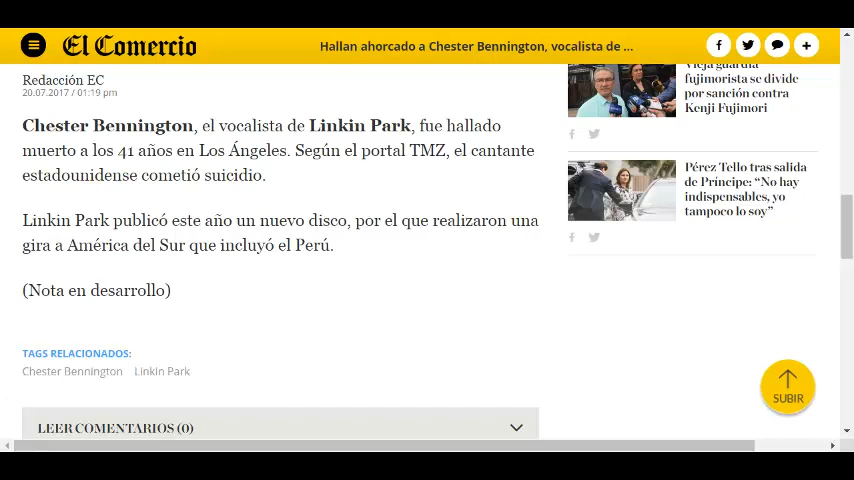 El Comercio
Hallan ahorcado a Chester Bennington, vocalista de ...
Redacción EC
20.07.2017 / 01:19 pm
Chester Bennington, el vocalista de Linkin Park, fue hallado
muerto a los 41 años en Los Ángeles. Según el portal TMZ, el cantante
estadounidense cometió suicidio.
Linkin Park publicó este año un nuevo disco, por el que realizaron una
gira a América del Sur que incluyó el Perú.
(Nota en desarrollo)
TAGS RELACIONADOS:
Chester Bennington Linkin Park
LEER COMENTARIOS (0)
Vieja guardia
fujimorista se divide
por sanción contra
Kenji Fujimori
Pérez Tello tras salida
de Príncipe: “No hay
indispensables, yo
tampoco lo soy”
SUBIR